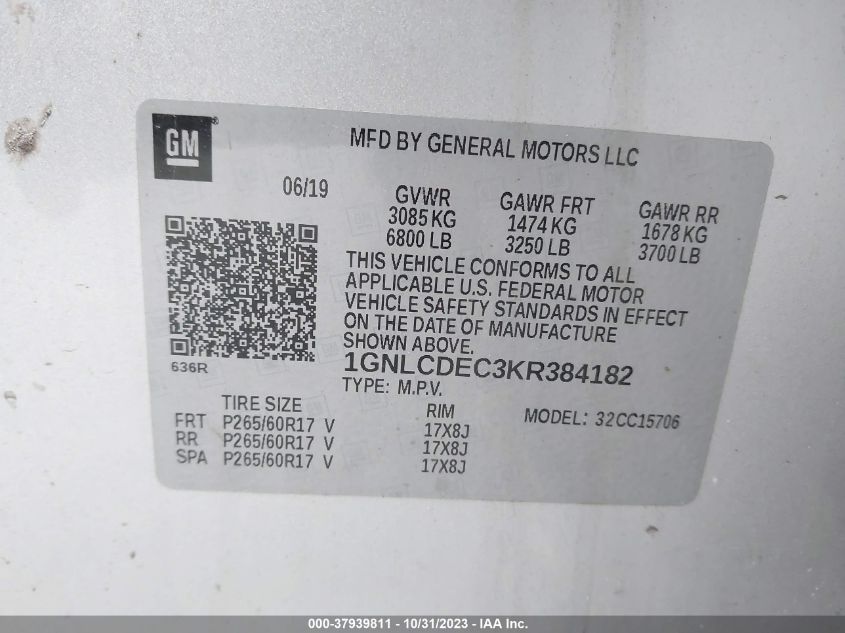 GM
MFD BY GENERAL MOTORS LLC
06/19
GVWR GAWR FRT GAWR RR
3085 KG 1474 KG 1678 KG
6800 LB 3250 LB 3700 LB
THIS VEHICLE CONFORMS TO ALL
APPLICABLE U.S. FEDERAL MOTOR
VEHICLE SAFETY STANDARDS IN EFFECT
ON THE DATE OF MANUFACTURE
SHOWN ABOVE.
636R
1GNLCDEC3KR384182
TYPE: M.P.V.
TIRE SIZE RIM MODEL: 32CC15706
FRT P265/60R17 V 17X8J
RR P265/60R17 V 17X8J
SPA P265/60R17 V 17X8J
000-37939811 - 10/31/2023 - IAA Inc.